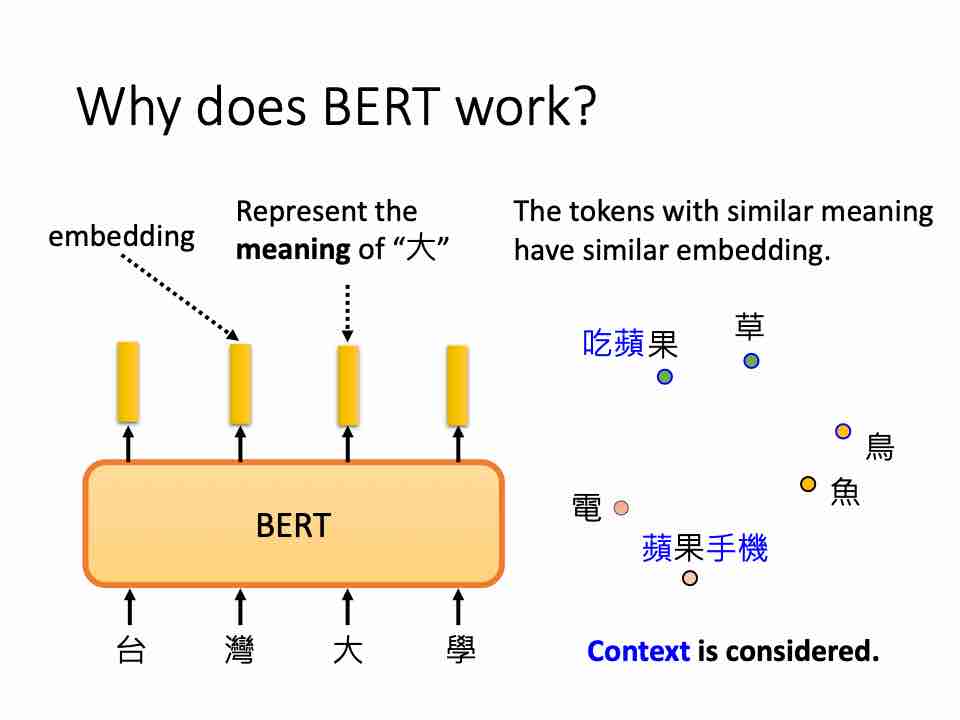 Why does BERT work?
embedding
Represent the
meaning of “大”
The tokens with similar meaning
have similar embedding.
BERT
台 灣 大 學
吃蘋果
草
鳥
魚
電
蘋果手機
Context is considered.